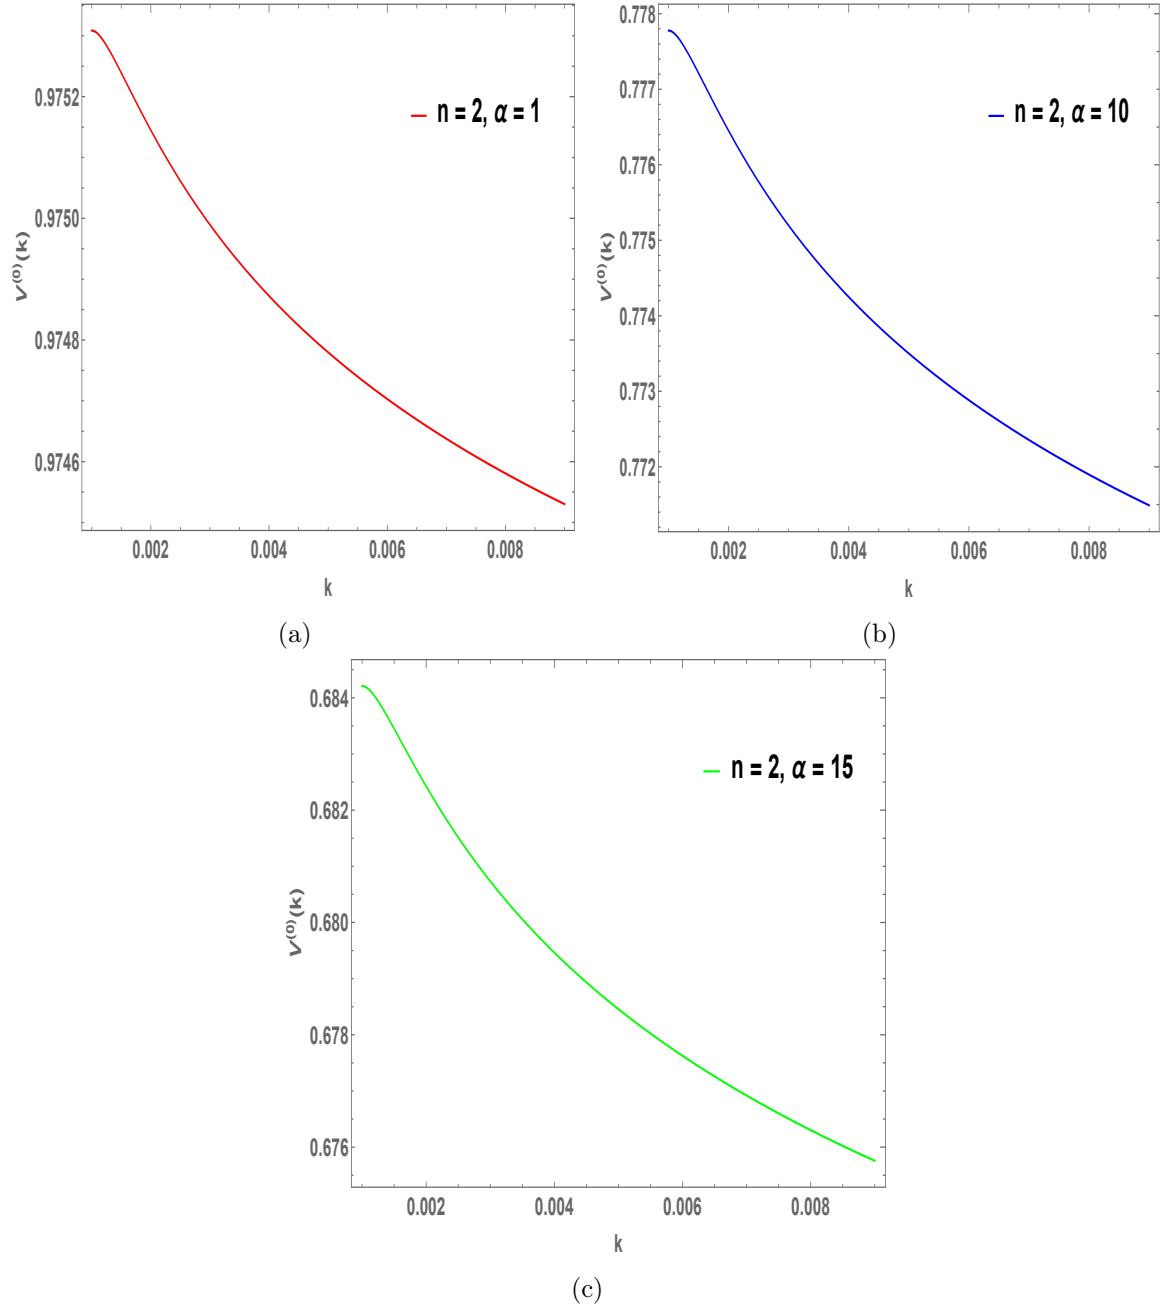 0.9752
0.9750
0.9748
0.9746
V^(0)(k)
n = 2, α = 1
0.002 0.004 0.006 0.008
k
(a)
0.778
0.777
0.776
0.775
0.774
0.773
0.772
V^(0)(k)
n = 2, α = 10
0.002 0.004 0.006 0.008
k
(b)
0.684
0.682
0.680
0.678
0.676
V^(0)(k)
n = 2, α = 15
0.002 0.004 0.006 0.008
k
(c)